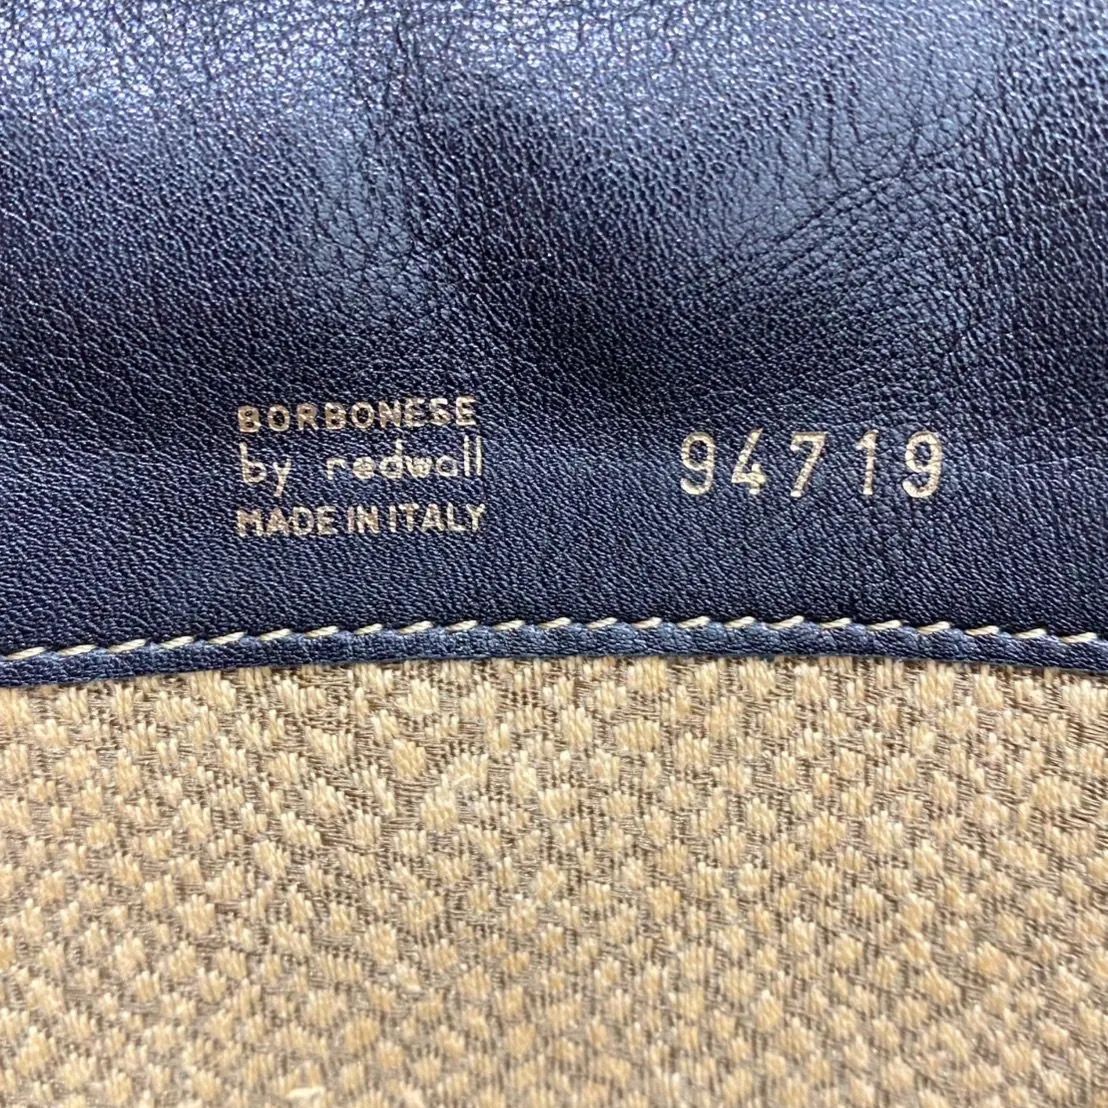 BORBONESE
by redwall
MADE IN ITALY
94719